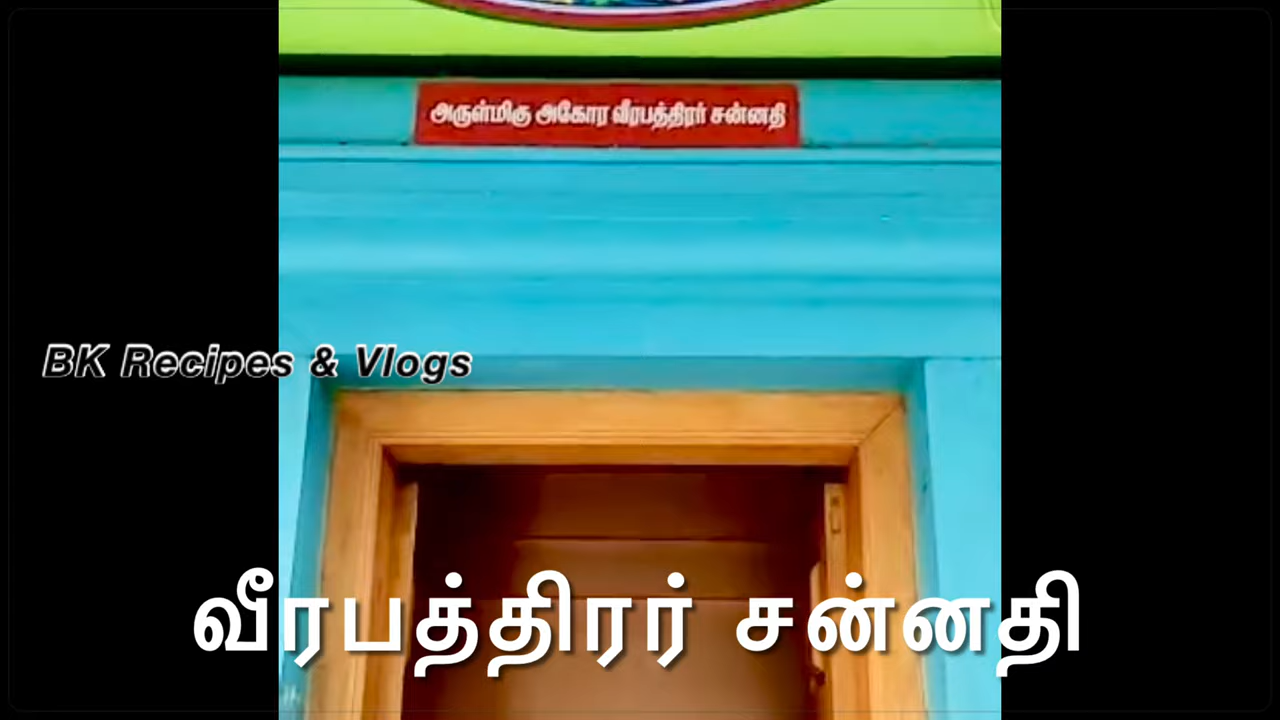 அருள்மிகு அகோர வீரபத்திரர் சன்னதி
BK Recipes & Vlogs
வீரபத்திரர் சன்னதி